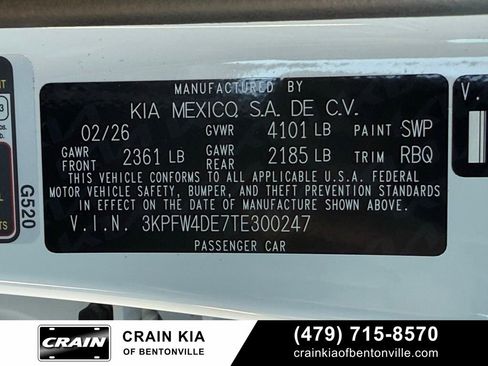 MANUFACTURED BY
KIA MEXICO, S.A. DE C.V.
02/26 GVWR 4101 LB PAINT SWP
GAWR FRONT 2361 LB GAWR REAR 2185 LB TRIM RBQ
THIS VEHICLE CONFORMS TO ALL APPLICABLE U.S.A. FEDERAL
MOTOR VEHICLE SAFETY, BUMPER, AND THEFT PREVENTION STANDARDS
IN EFFECT ON THE DATE OF MANUFACTURE SHOWN ABOVE.
V.I.N. 3KPFW4DE7TE300247
PASSENGER CAR
G520
V.
CRAIN
CRAIN KIA
OF BENTONVILLE
(479) 715-8570
crainkiaofbentonville.com